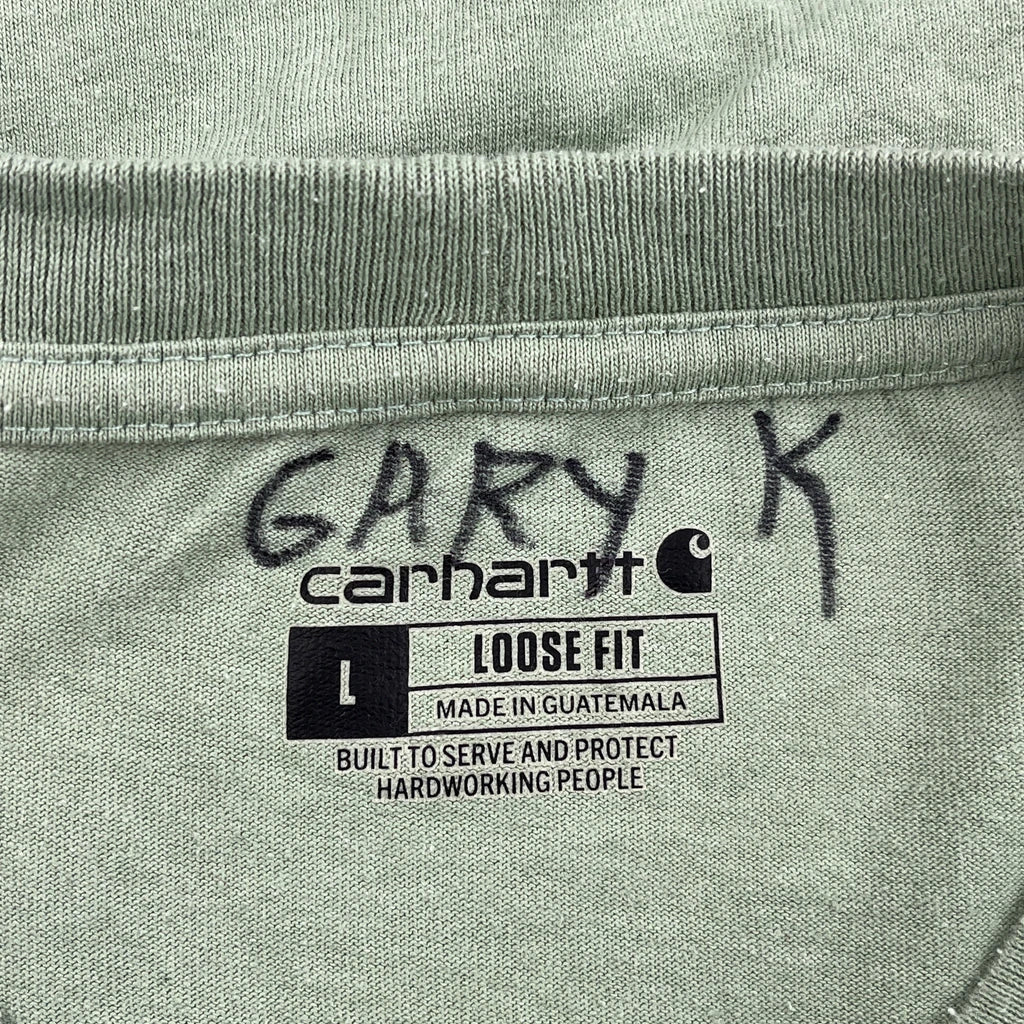 GARY K
carhartt
L
LOOSE FIT
MADE IN GUATEMALA
BUILT TO SERVE AND PROTECT
HARDWORKING PEOPLE